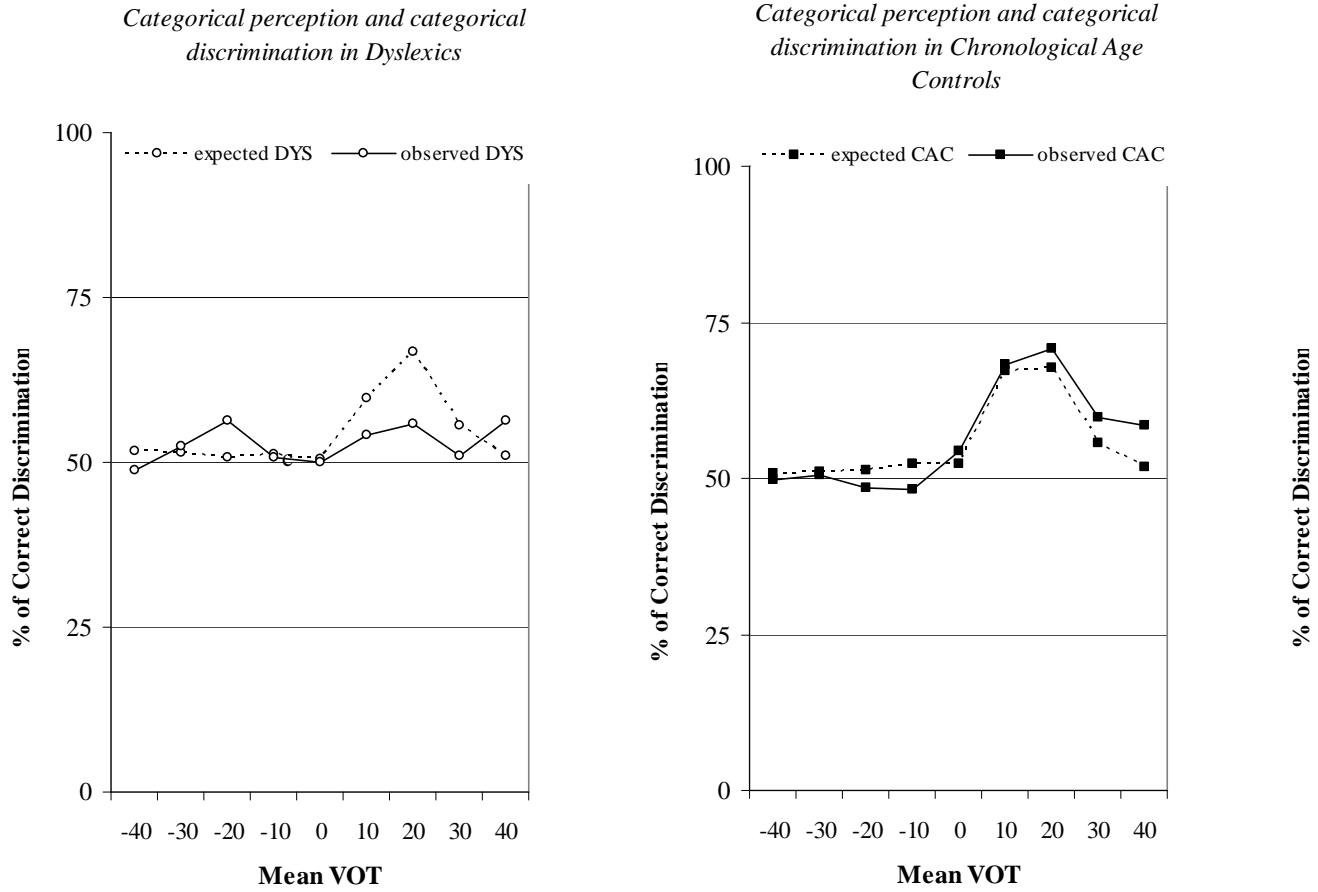 Categorical perception and categorical
discrimination in Dyslexics
expected DYS observed DYS
100
75
50
25
0
% of Correct Discrimination
-40 -30 -20 -10 0 10 20 30 40
Mean VOT
Categorical perception and categorical
discrimination in Chronological Age
Controls
expected CAC observed CAC
100
75
50
25
0
% of Correct Discrimination
-40 -30 -20 -10 0 10 20 30 40
Mean VOT
% of Correct Discrimination